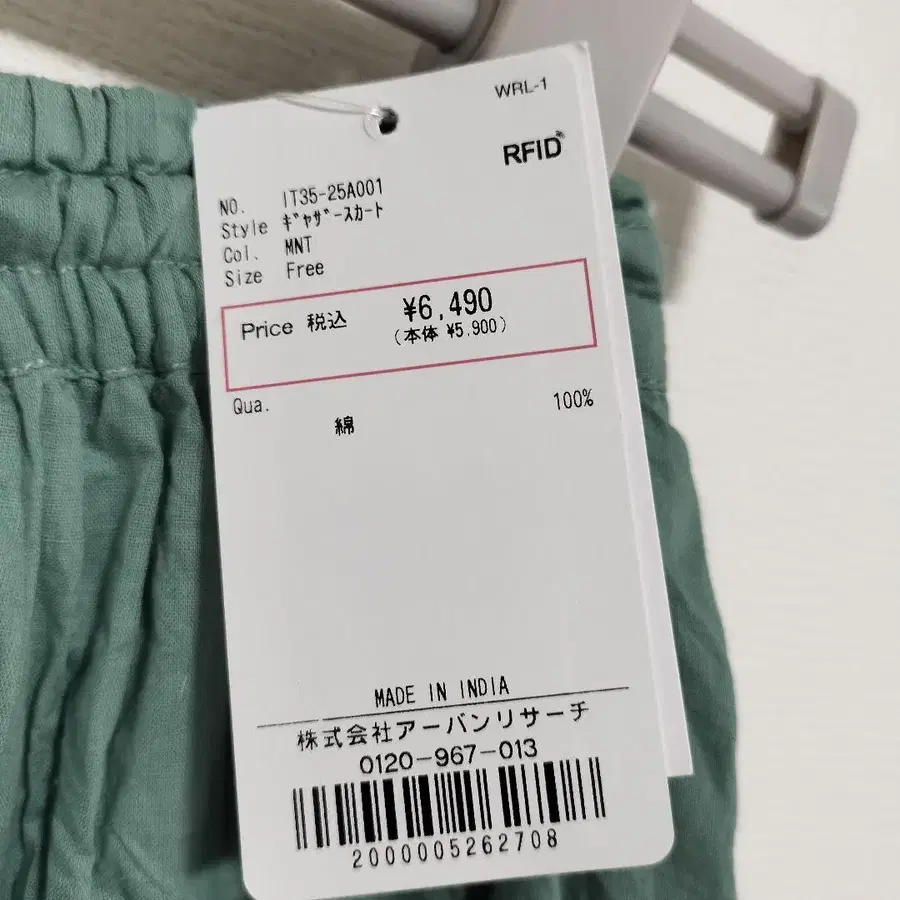 WRL-1
RFID
NO. IT35-25A001
Style ｷﾞｬｻﾞｰｽｶｰﾄ
Col. MNT
Size Free
Price 税込 ¥6,490
(本体 ¥5,900)
Qua.
綿 100%
MADE IN INDIA
株式会社アーバンリサーチ
0120-967-013
2000005262708